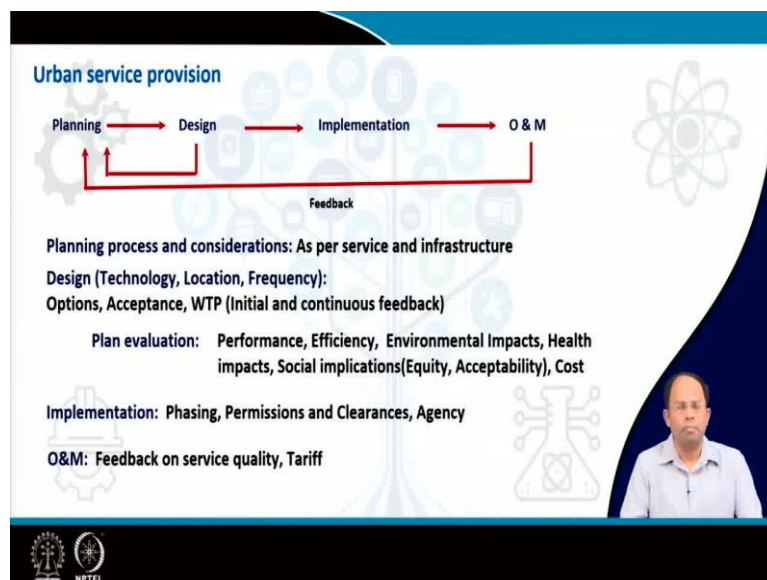 Urban service provision
Planning Design Implementation O & M
Feedback
Planning process and considerations: As per service and infrastructure
Design (Technology, Location, Frequency):
Options, Acceptance, WTP (Initial and continuous feedback)
Plan evaluation: Performance, Efficiency, Environmental Impacts, Health
impacts, Social implications(Equity, Acceptability), Cost
Implementation: Phasing, Permissions and Clearances, Agency
O&M: Feedback on service quality, Tariff
NPTEL